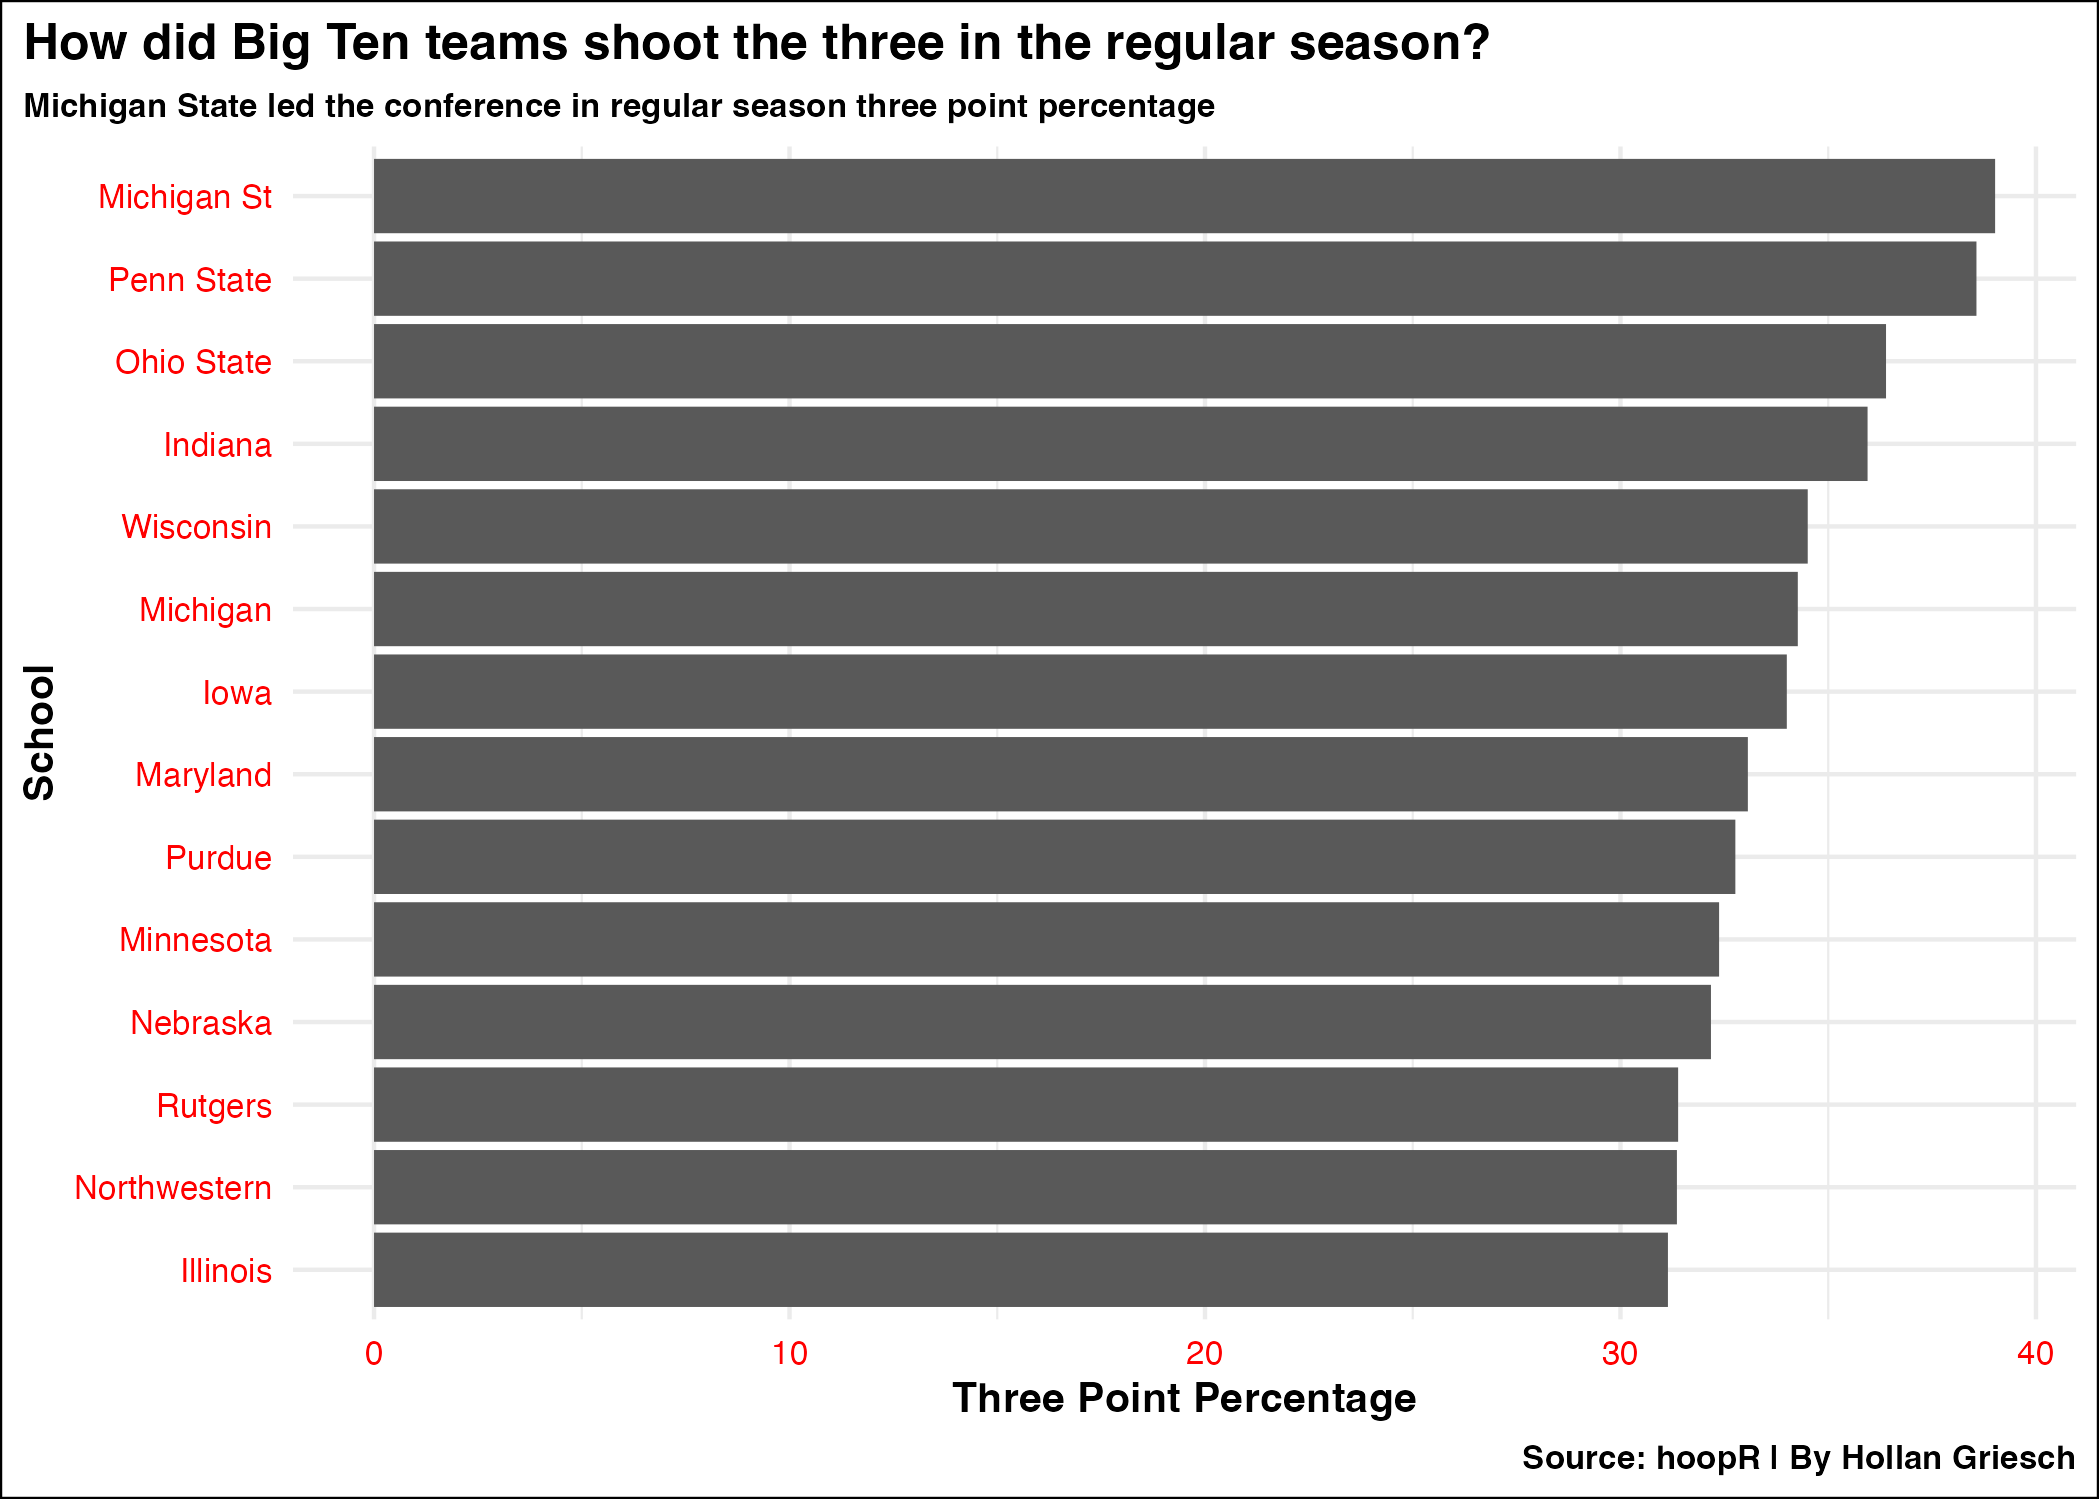 How did Big Ten teams shoot the three in the regular season?
Michigan State led the conference in regular season three point percentage
School
Michigan St
Penn State
Ohio State
Indiana
Wisconsin
Michigan
Iowa
Maryland
Purdue
Minnesota
Nebraska
Rutgers
Northwestern
Illinois
0 10 20 30 40
Three Point Percentage
Source: hoopR | By Hollan Griesch